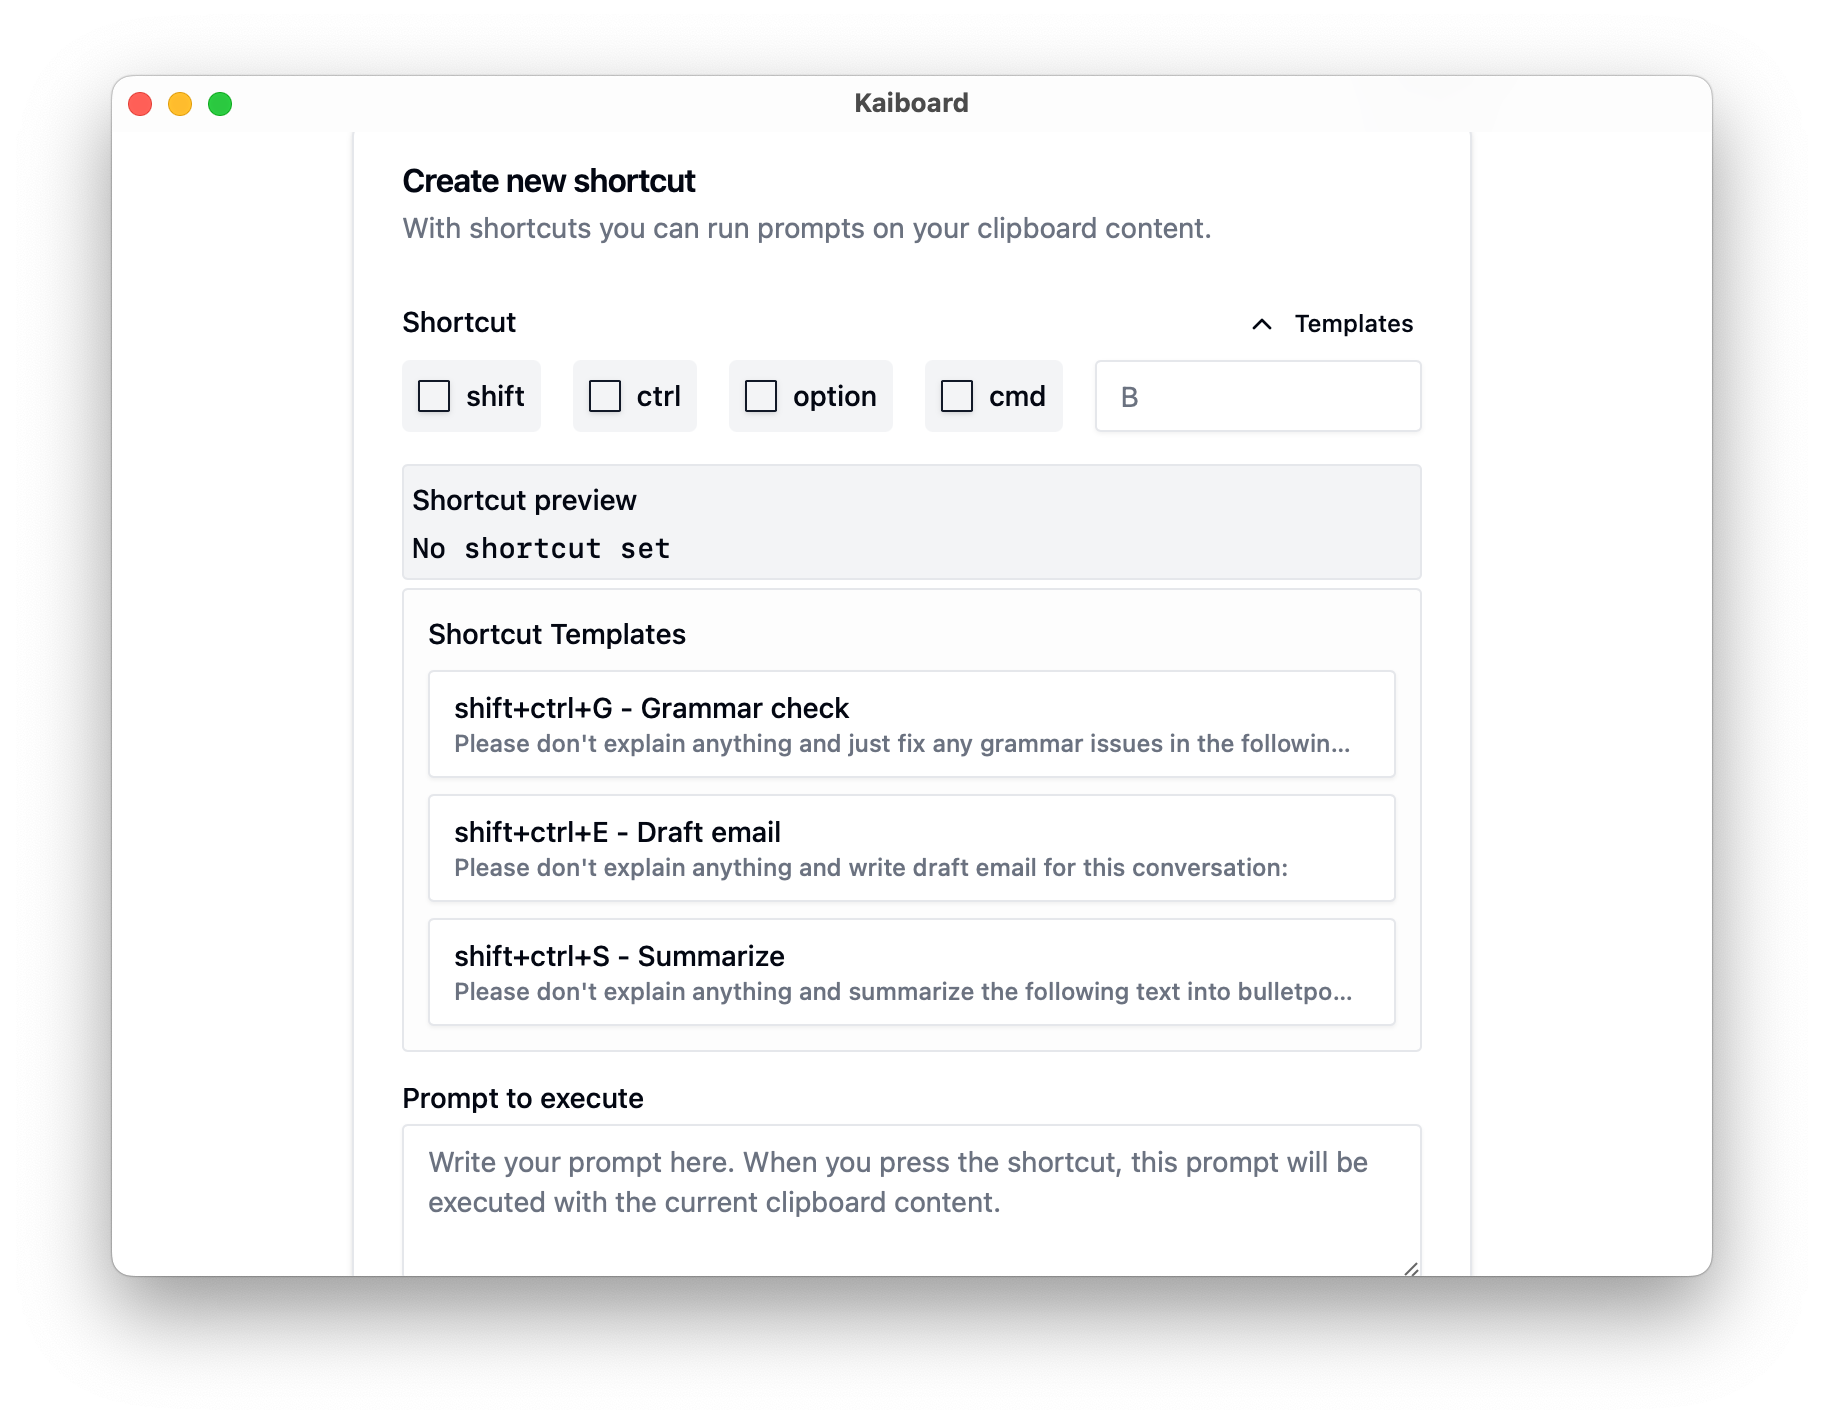 Kaiboard
Create new shortcut
With shortcuts you can run prompts on your clipboard content.
Shortcut
Templates
shift
ctrl
option
cmd
B
Shortcut preview
No shortcut set
Shortcut Templates
shift+ctrl+G - Grammar check
Please don't explain anything and just fix any grammar issues in the followin...
shift+ctrl+E - Draft email
Please don't explain anything and write draft email for this conversation:
shift+ctrl+S - Summarize
Please don't explain anything and summarize the following text into bulletpo...
Prompt to execute
Write your prompt here. When you press the shortcut, this prompt will be
executed with the current clipboard content.